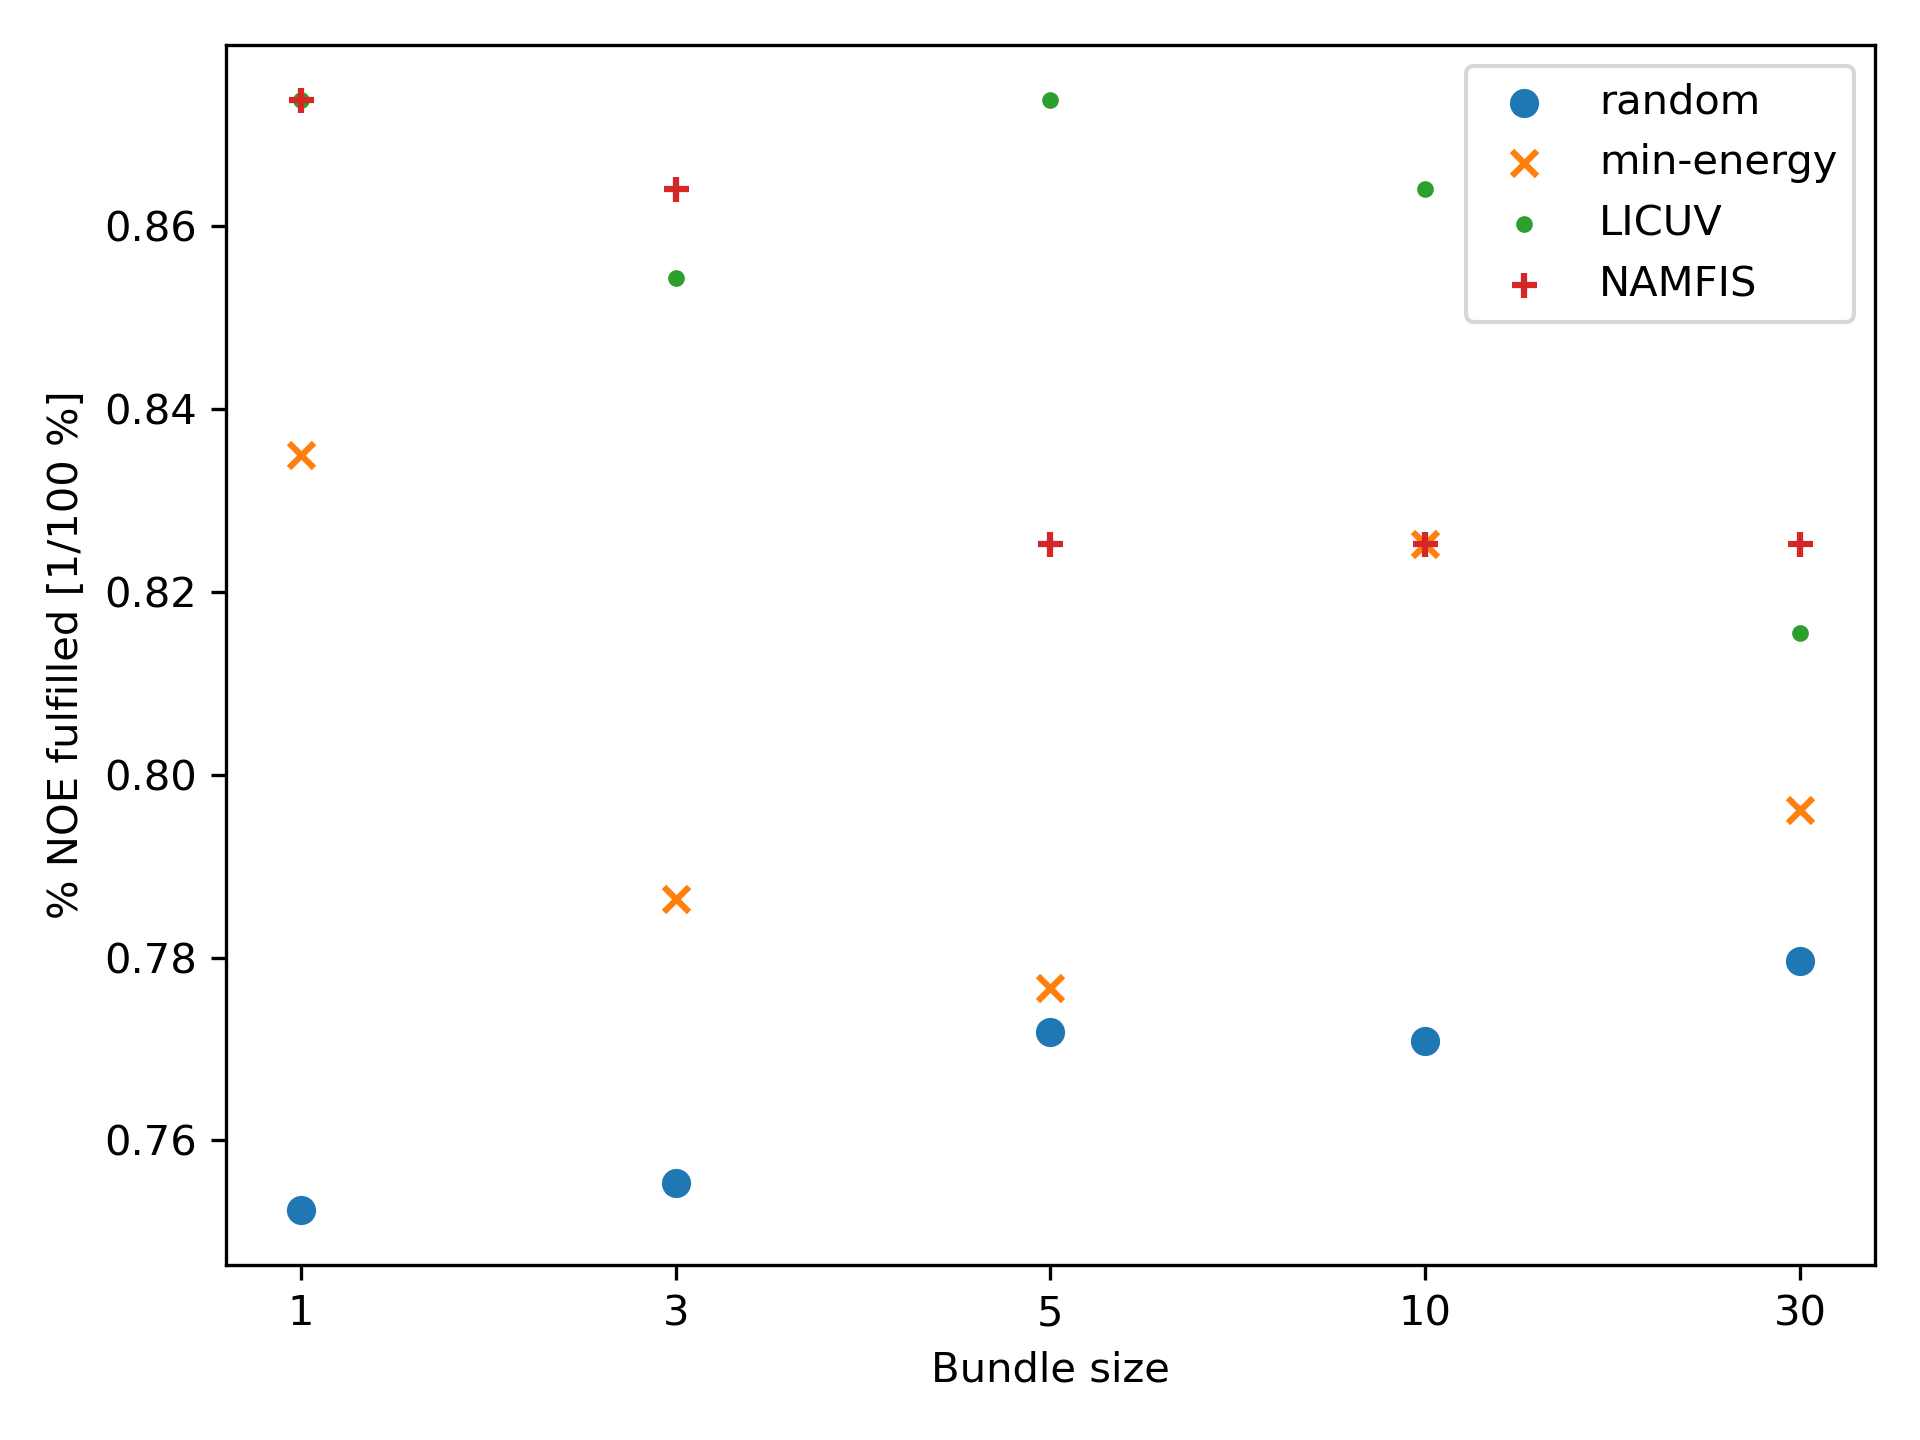 random
min-energy
LICUV
NAMFIS
0.86
0.84
0.82
0.80
0.78
0.76
% NOE fulfilled [1/100 %]
1 3 5 10 30
Bundle size